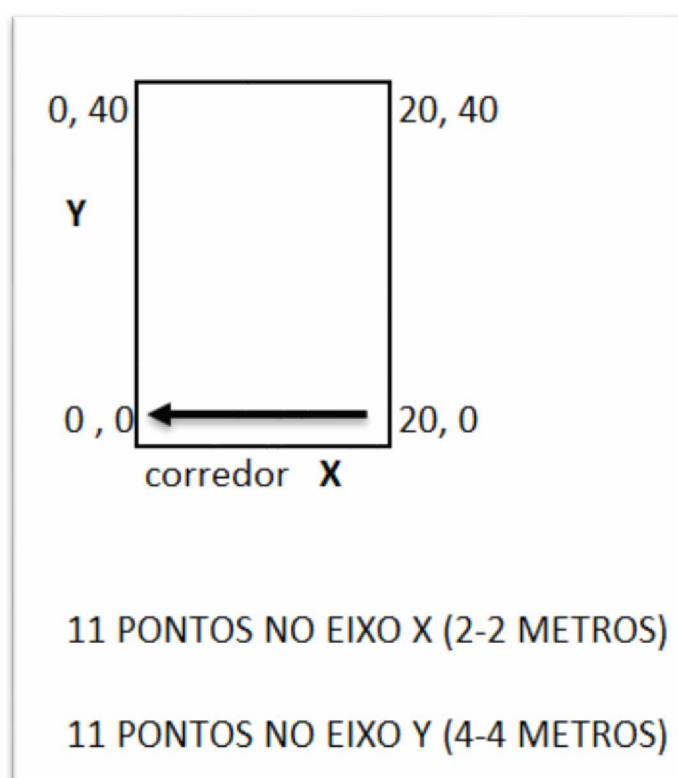 0, 40 20, 40
Y
0 , 0 20, 0
corredor X
11 PONTOS NO EIXO X (2-2 METROS)
11 PONTOS NO EIXO Y (4-4 METROS)